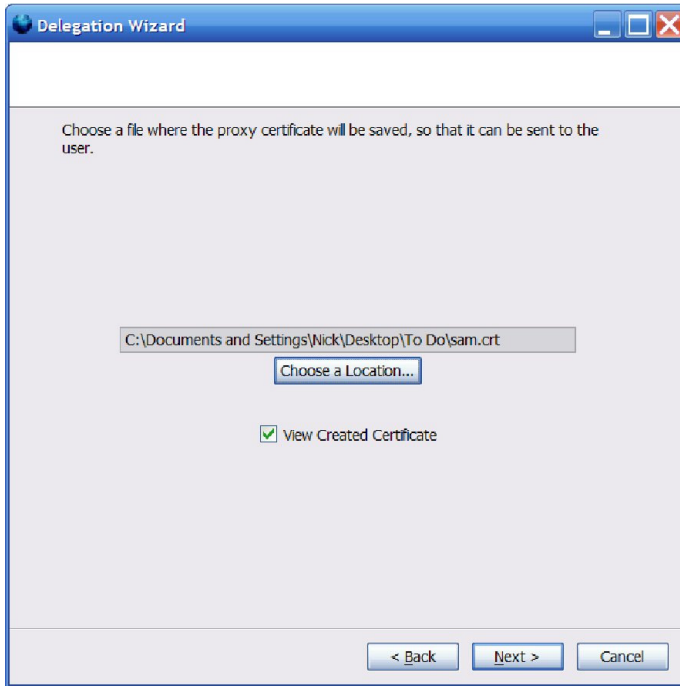 Delegation Wizard
Choose a file where the proxy certificate will be saved, so that it can be sent to the
user.
C:\Documents and Settings\Nick\Desktop\To Do\sam.crt
Choose a Location...
View Created Certificate
< Back Next > Cancel